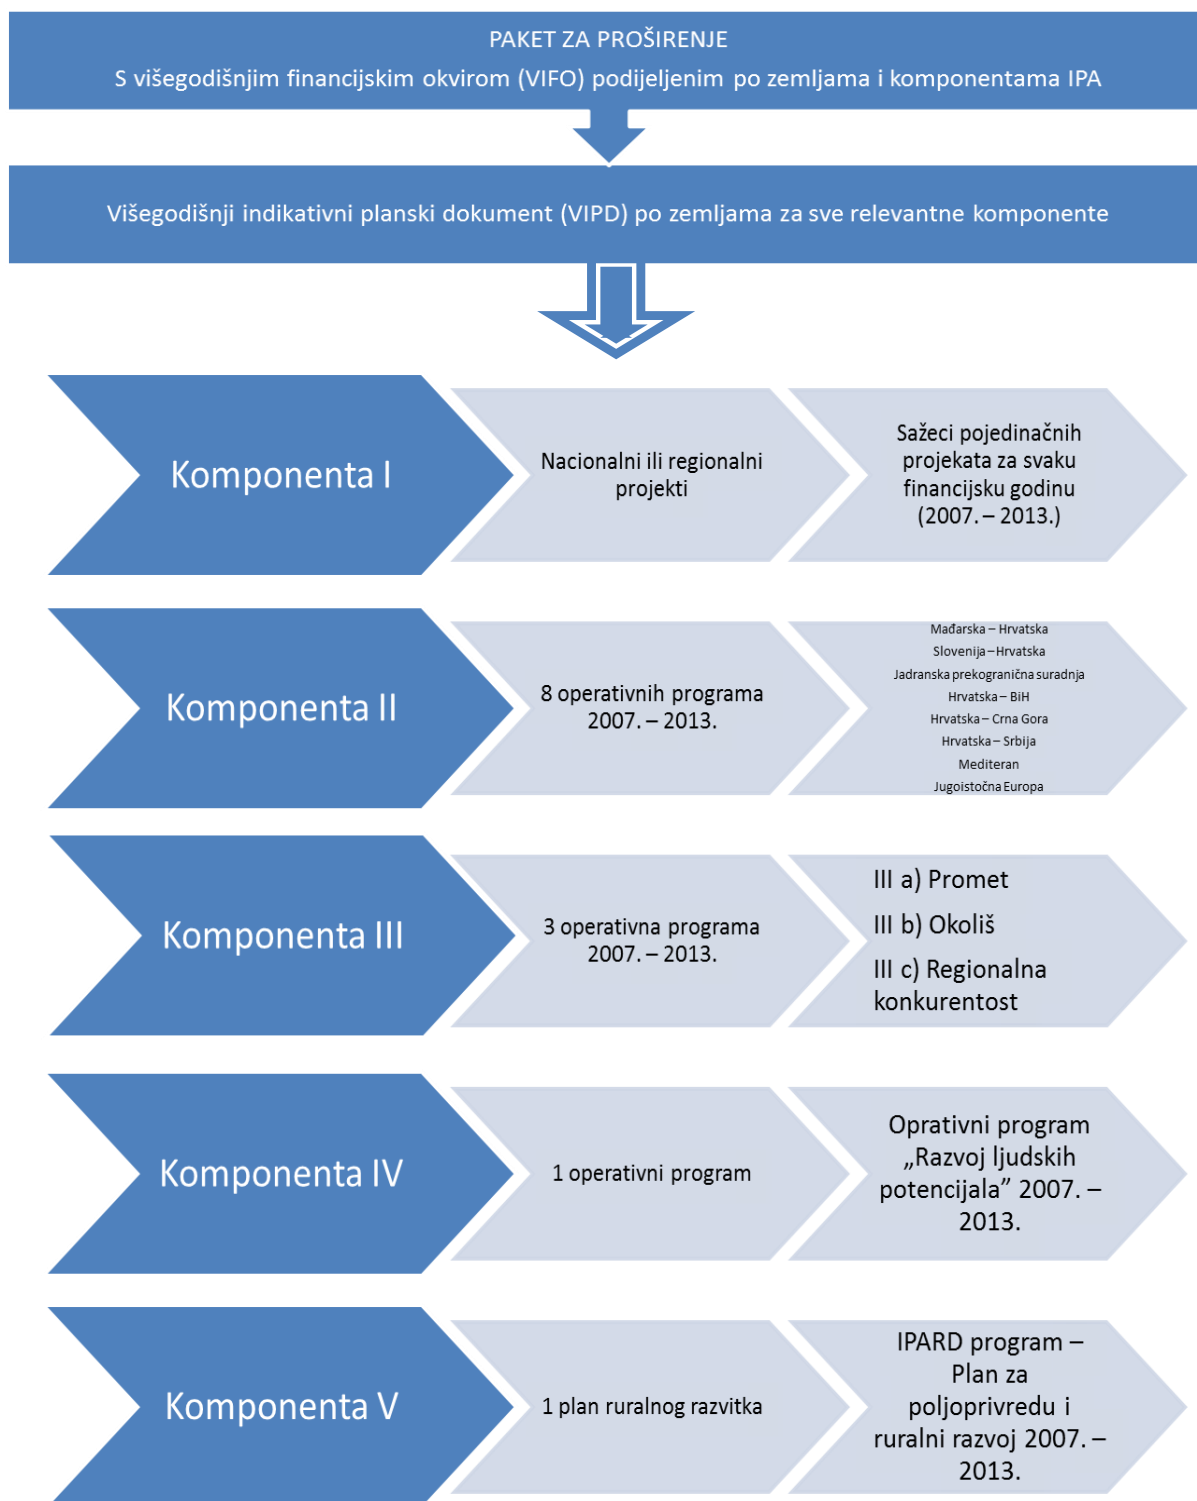 PAKET ZA PROŠIRENJE
S višegodišnjim financijskim okvirom (VIFO) podijeljenim po zemljama i komponentama IPA
Višegodišnji indikativni planski dokument (VIPD) po zemljama za sve relevantne komponente
Komponenta I
Nacionalni ili regionalni
projekti
Sažeci pojedinačnih
projekata za svaku
financijsku godinu
(2007. – 2013.)
Komponenta II
8 operativnih programa
2007. – 2013.
Mađarska – Hrvatska
Slovenija – Hrvatska
Jadranska prekogranična suradnja
Hrvatska – BiH
Hrvatska – Crna Gora
Hrvatska – Srbija
Mediteran
Jugoistočna Europa
Komponenta III
3 operativna programa
2007. – 2013.
III a) Promet
III b) Okoliš
III c) Regionalna
konkurentost
Komponenta IV
1 operativni program
Oprativni program
„Razvoj ljudskih
potencijala” 2007. –
2013.
Komponenta V
1 plan ruralnog razvitka
IPARD program –
Plan za
poljoprivredu i
ruralni razvoj 2007. –
2013.